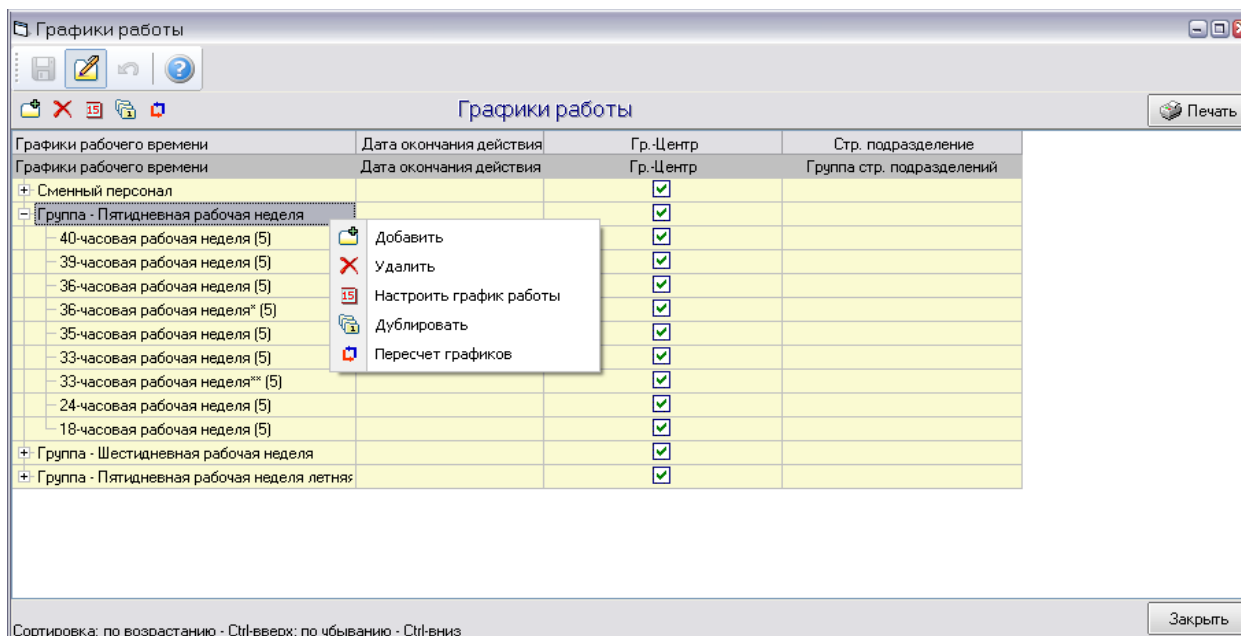 Графики работы
Графики работы
Печать
Графики рабочего времени Дата окончания действия Гр.-Центр Стр. подразделение
Графики рабочего времени Дата окончания действия Гр.-Центр Группа стр. подразделений
Сменный персонал
Группа - Пятидневная рабочая неделя
40-часовая рабочая неделя (5)
39-часовая рабочая неделя (5)
36-часовая рабочая неделя (5)
36-часовая рабочая неделя* (5)
35-часовая рабочая неделя (5)
33-часовая рабочая неделя (5)
33-часовая рабочая неделя** (5)
24-часовая рабочая неделя (5)
18-часовая рабочая неделя (5)
Группа - Шестидневная рабочая неделя
Группа - Пятидневная рабочая неделя летняя
Добавить
Удалить
15 Настроить график работы
Дублировать
Пересчет графиков
Закрыть
Сортировка: по возрастанию - Ctrl-вверх; по убыванию - Ctrl-вниз